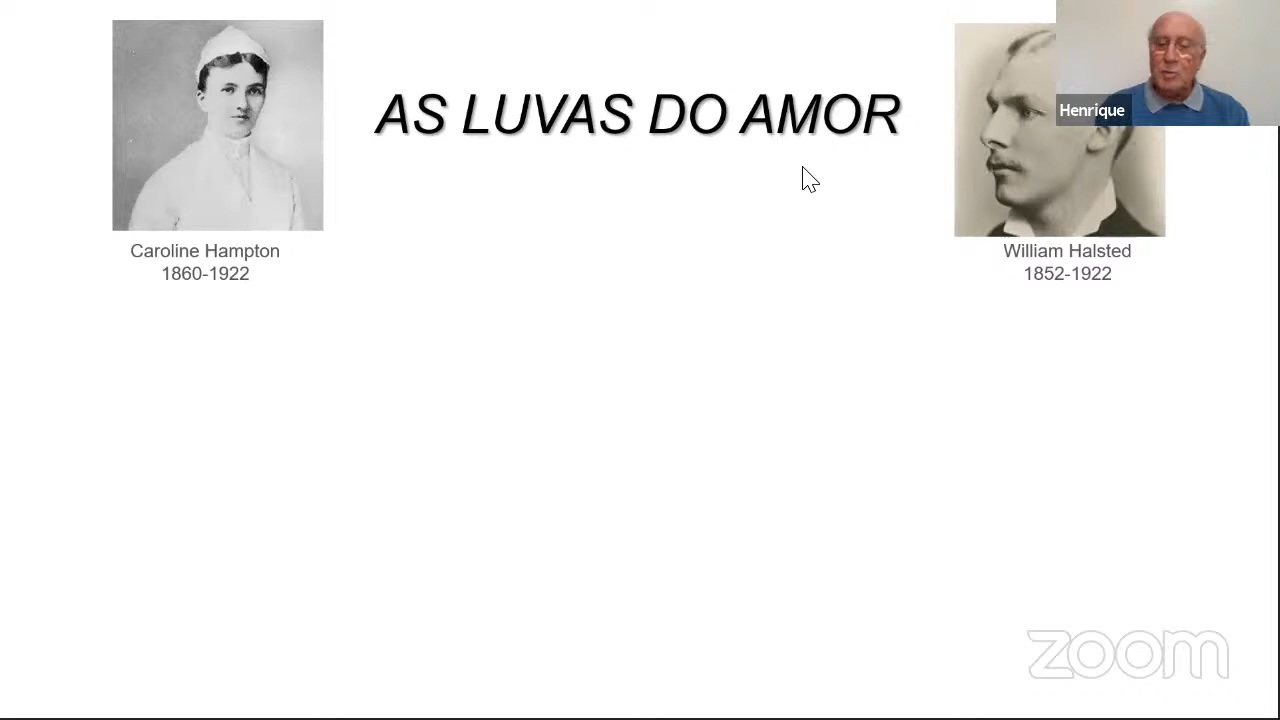 AS LUVAS DO AMOR
Henrique
Caroline Hampton
1860-1922
William Halsted
1852-1922
zoom